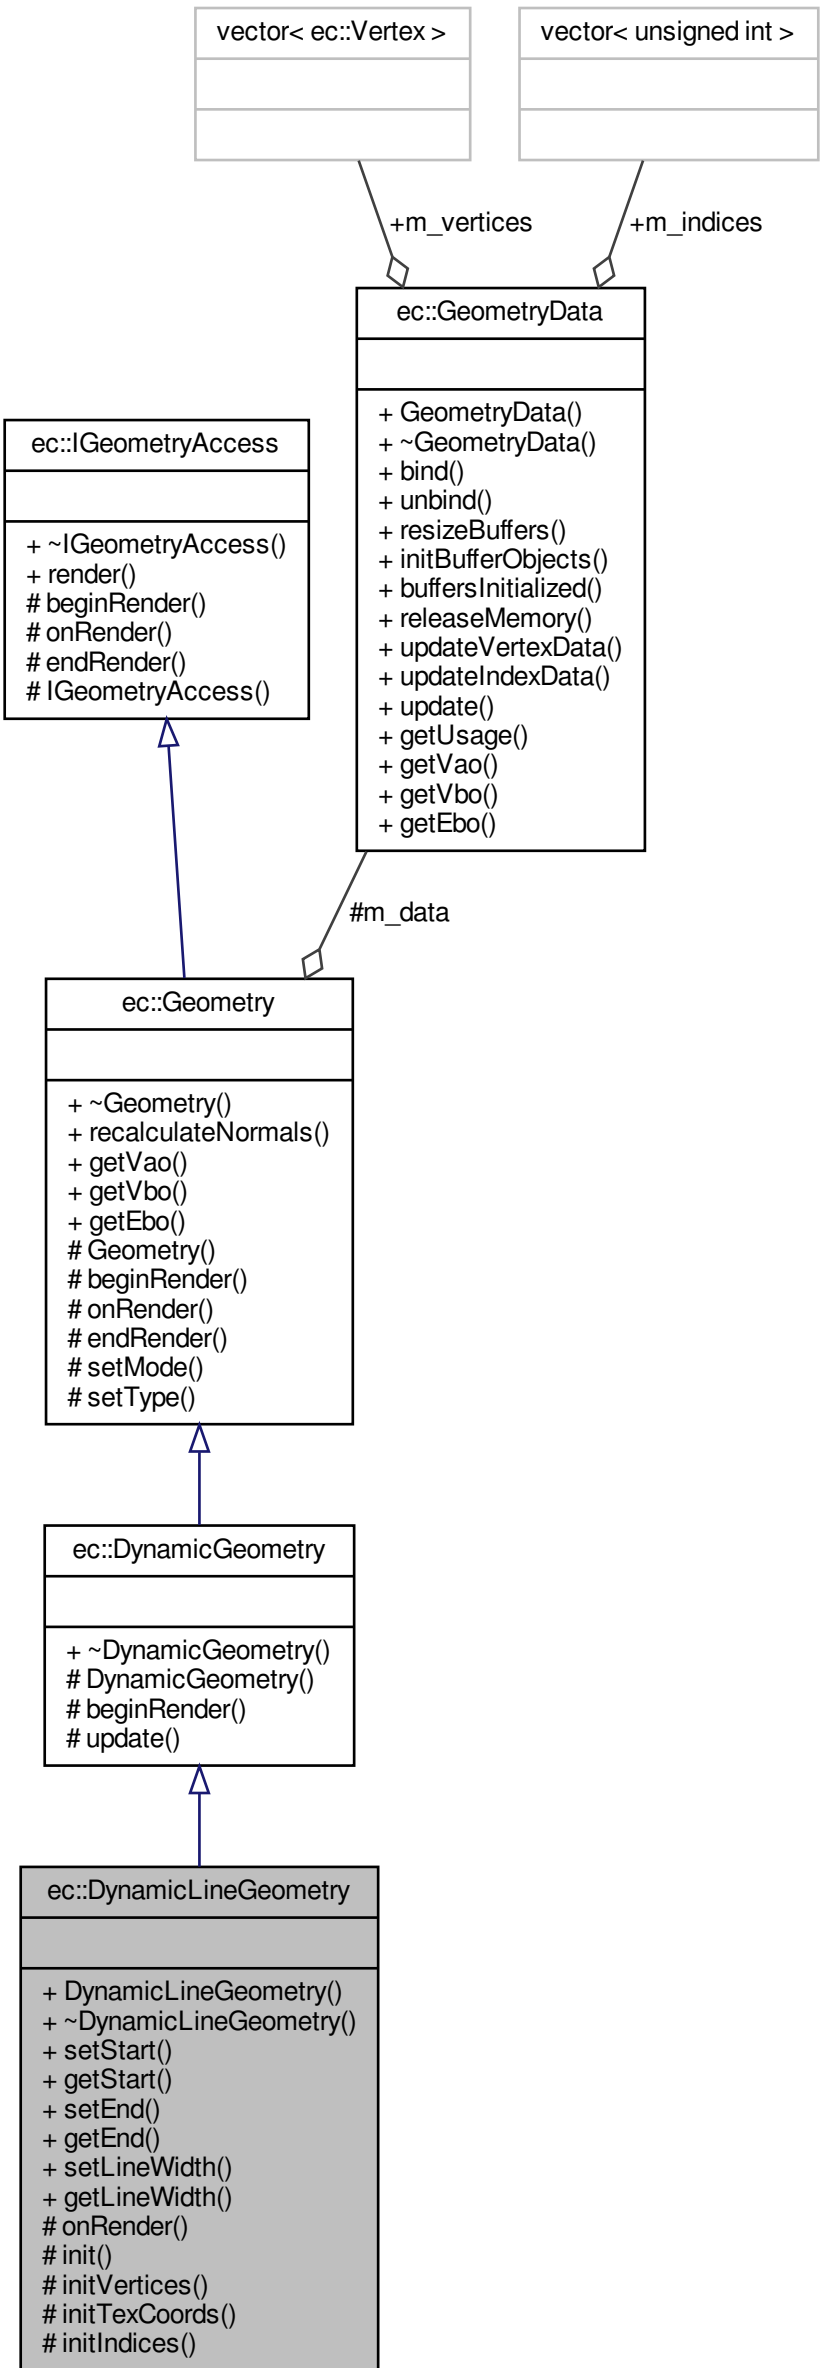 vector< ec::Vertex >
vector< unsigned int >
+m_vertices
+m_indices
ec::GeometryData
+ GeometryData()
+ ~GeometryData()
+ bind()
+ unbind()
+ resizeBuffers()
+ initBufferObjects()
+ buffersInitialized()
+ releaseMemory()
+ updateVertexData()
+ updateIndexData()
+ update()
+ getUsage()
+ getVao()
+ getVbo()
+ getEbo()
ec::IGeometryAccess
+ ~IGeometryAccess()
+ render()
# beginRender()
# onRender()
# endRender()
# IGeometryAccess()
#m_data
ec::Geometry
+ ~Geometry()
+ recalculateNormals()
+ getVao()
+ getVbo()
+ getEbo()
# Geometry()
# beginRender()
# onRender()
# endRender()
# setMode()
# setType()
ec::DynamicGeometry
+ ~DynamicGeometry()
# DynamicGeometry()
# beginRender()
# update()
ec::DynamicLineGeometry
+ DynamicLineGeometry()
+ ~DynamicLineGeometry()
+ setStart()
+ getStart()
+ setEnd()
+ getEnd()
+ setLineWidth()
+ getLineWidth()
# onRender()
# init()
# initVertices()
# initTexCoords()
# initIndices()